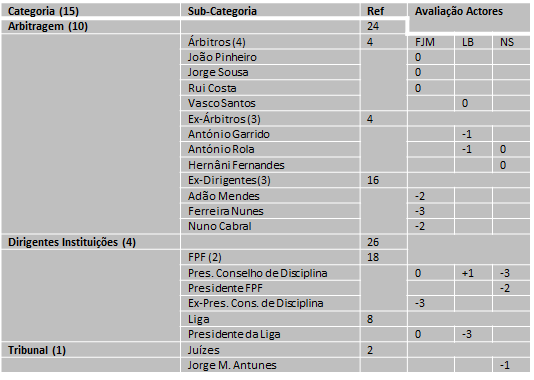 Categoria (15) Sub-Categoria Ref Avaliação Actores
Arbitragem (10) 24
Árbitros (4) 4 FJM LB NS
João Pinheiro 0
Jorge Sousa 0
Rui Costa 0
Vasco Santos 0
Ex-Árbitros (3) 4
António Garrido -1
António Rola -1 0
Hernâni Fernandes 0
Ex-Dirigentes(3) 16
Adão Mendes -2
Ferreira Nunes -3
Nuno Cabral -2
Dirigentes Instituições (4) 26
FPF (2) 18
Pres. Conselho de Disciplina 0 +1 -3
Presidente FPF -2
Ex-Pres. Cons. de Disciplina -3
Liga 8
Presidente da Liga 0 -3
Tribunal (1) Juízes 2
Jorge M. Antunes -1